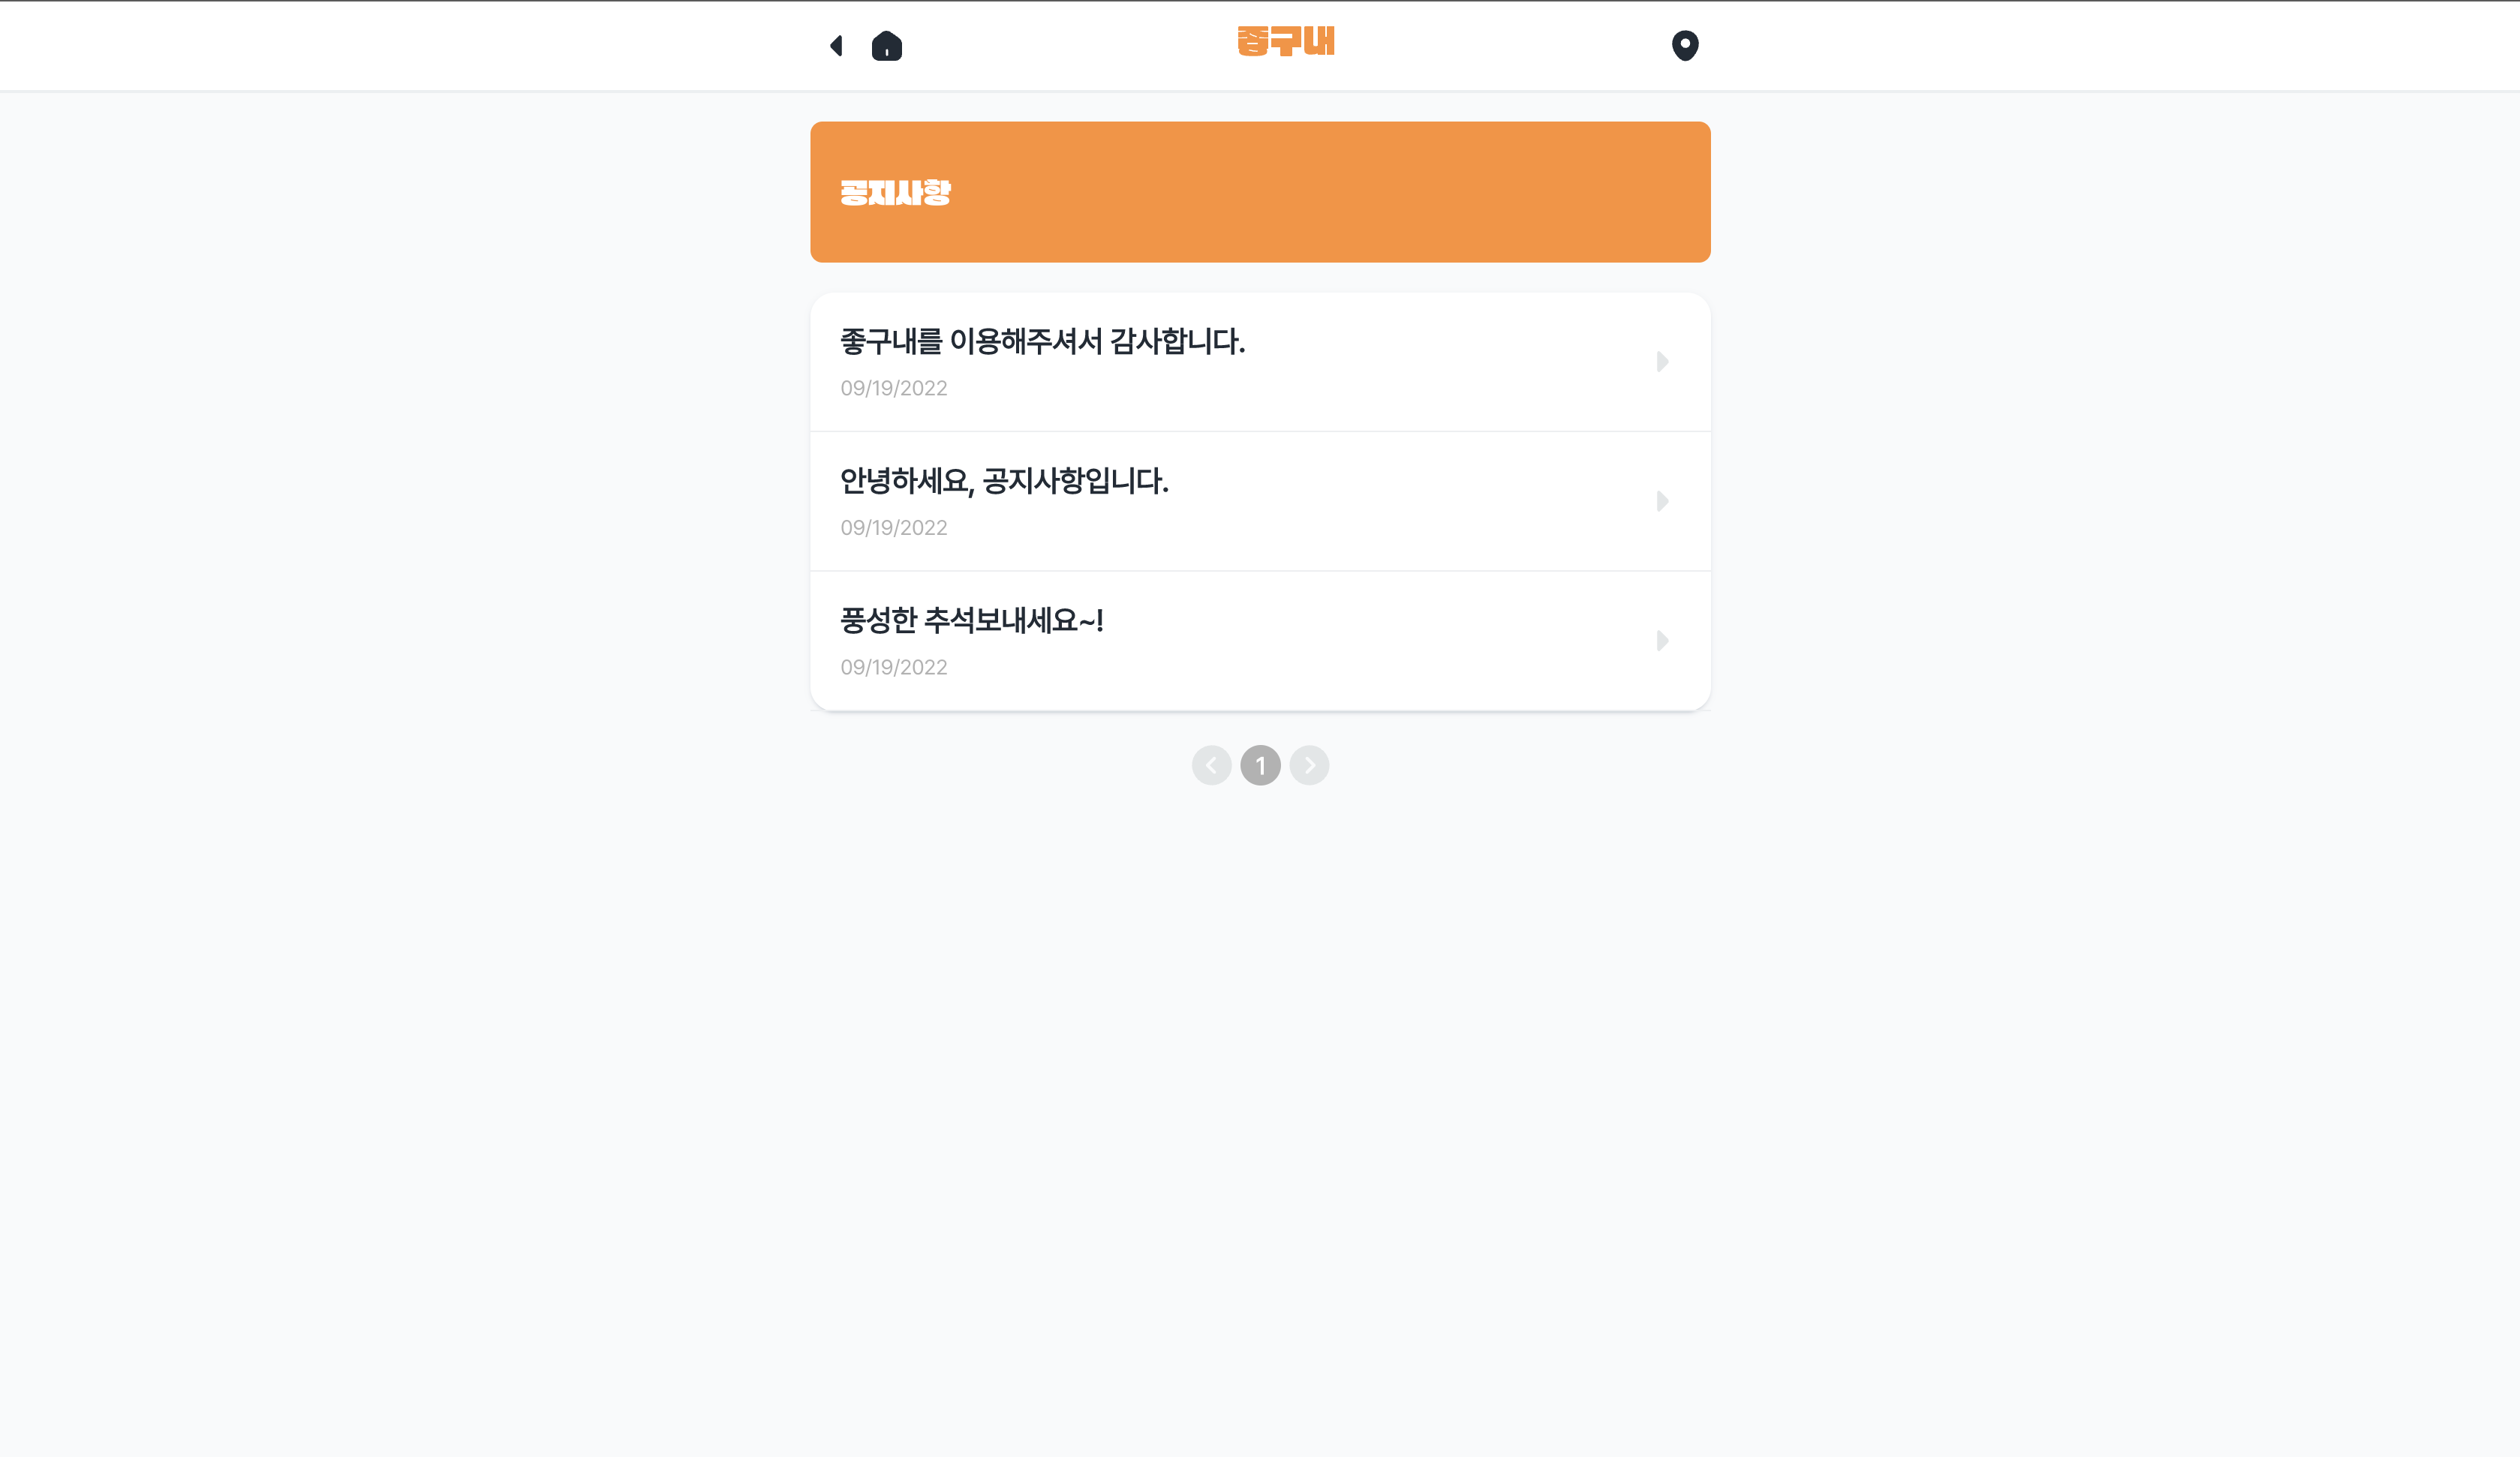 좋구내
공지사항
좋구내를 이용해주셔서 감사합니다.
09/19/2022
안녕하세요, 공지사항입니다.
09/19/2022
풍성한 추석보내세요~!
09/19/2022
1